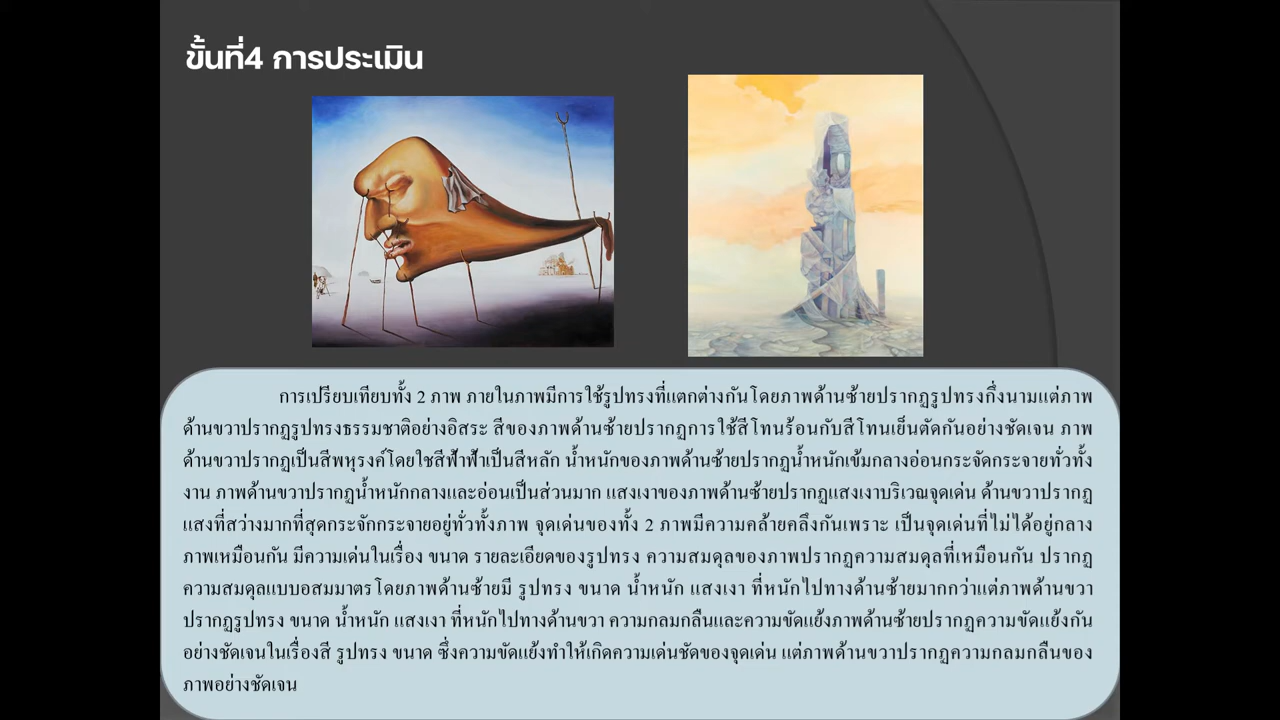 ขั้นที่4 การประเมิน
การเปรียบเทียบทั้ง 2 ภาพ ภายในภาพมีการใช้รูปทรงที่แตกต่างกันโดยภาพด้านซ้ายปรากฏรูปทรงกึ่งนามแต่ภาพ
ด้านขวาปรากฏรูปทรงธรรมชาติอย่างอิสระ สีของภาพด้านซ้ายปรากฏการใช้สีโทนร้อนกับสีโทนเย็นตัดกันอย่างชัดเจน ภาพ
ด้านขวาปรากฏเป็นสีพหุรงค์โดยใชสีฟ้าฟ้าเป็นสีหลัก น้ำหนักของภาพด้านซ้ายปรากฏน้ำหนักเข้มกลางอ่อนกระจัดกระจายทั่วทั้ง
งาน ภาพด้านขวาปรากฏน้ำหนักกลางและอ่อนเป็นส่วนมาก แสงเงาของภาพด้านซ้ายปรากฏแสงเงาบริเวณจุดเด่น ด้านขวาปรากฏ
แสงที่สว่างมากที่สุดกระจักกระจายอยู่ทั่วทั้งภาพ จุดเด่นของทั้ง 2 ภาพมีความคล้ายคลึงกันเพราะ เป็นจุดเด่นที่ไม่ได้อยู่กลาง
ภาพเหมือนกัน มีความเด่นในเรื่อง ขนาด รายละเอียดของรูปทรง ความสมดุลของภาพปรากฏความสมดุลที่เหมือนกัน ปรากฏ
ความสมดุลแบบอสมมาตรโดยภาพด้านซ้ายมี รูปทรง ขนาด น้ำหนัก แสงเงา ที่หนักไปทางด้านซ้ายมากกว่าแต่ภาพด้านขวา
ปรากฏรูปทรง ขนาด น้ำหนัก แสงเงา ที่หนักไปทางด้านขวา ความกลมกลืนและความขัดแย้งภาพด้านซ้ายปรากฏความขัดแย้งกัน
อย่างชัดเจนในเรื่องสี รูปทรง ขนาด ซึ่งความขัดแย้งทำให้เกิดความเด่นชัดของจุดเด่น แต่ภาพด้านขวาปรากฏความกลมกลืนของ
ภาพอย่างชัดเจน